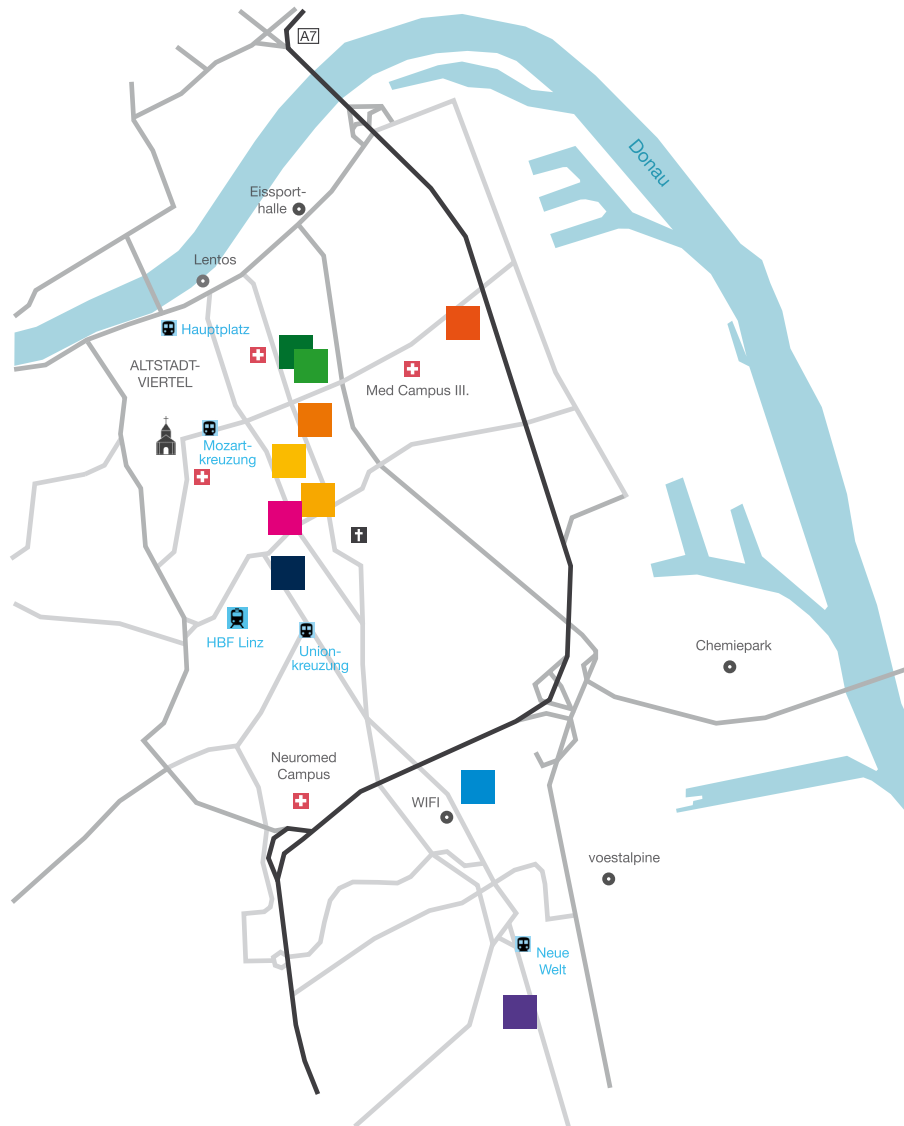 A7
Donau
Eissport-
halle
Lentos
Hauptplatz
ALTSTADT-
VIERTEL
Med Campus III.
Mozart-
kreuzung
HBF Linz
Union-
kreuzung
Chemiepark
Neuromed
Campus
WIFI
voestalpine
Neue
Welt